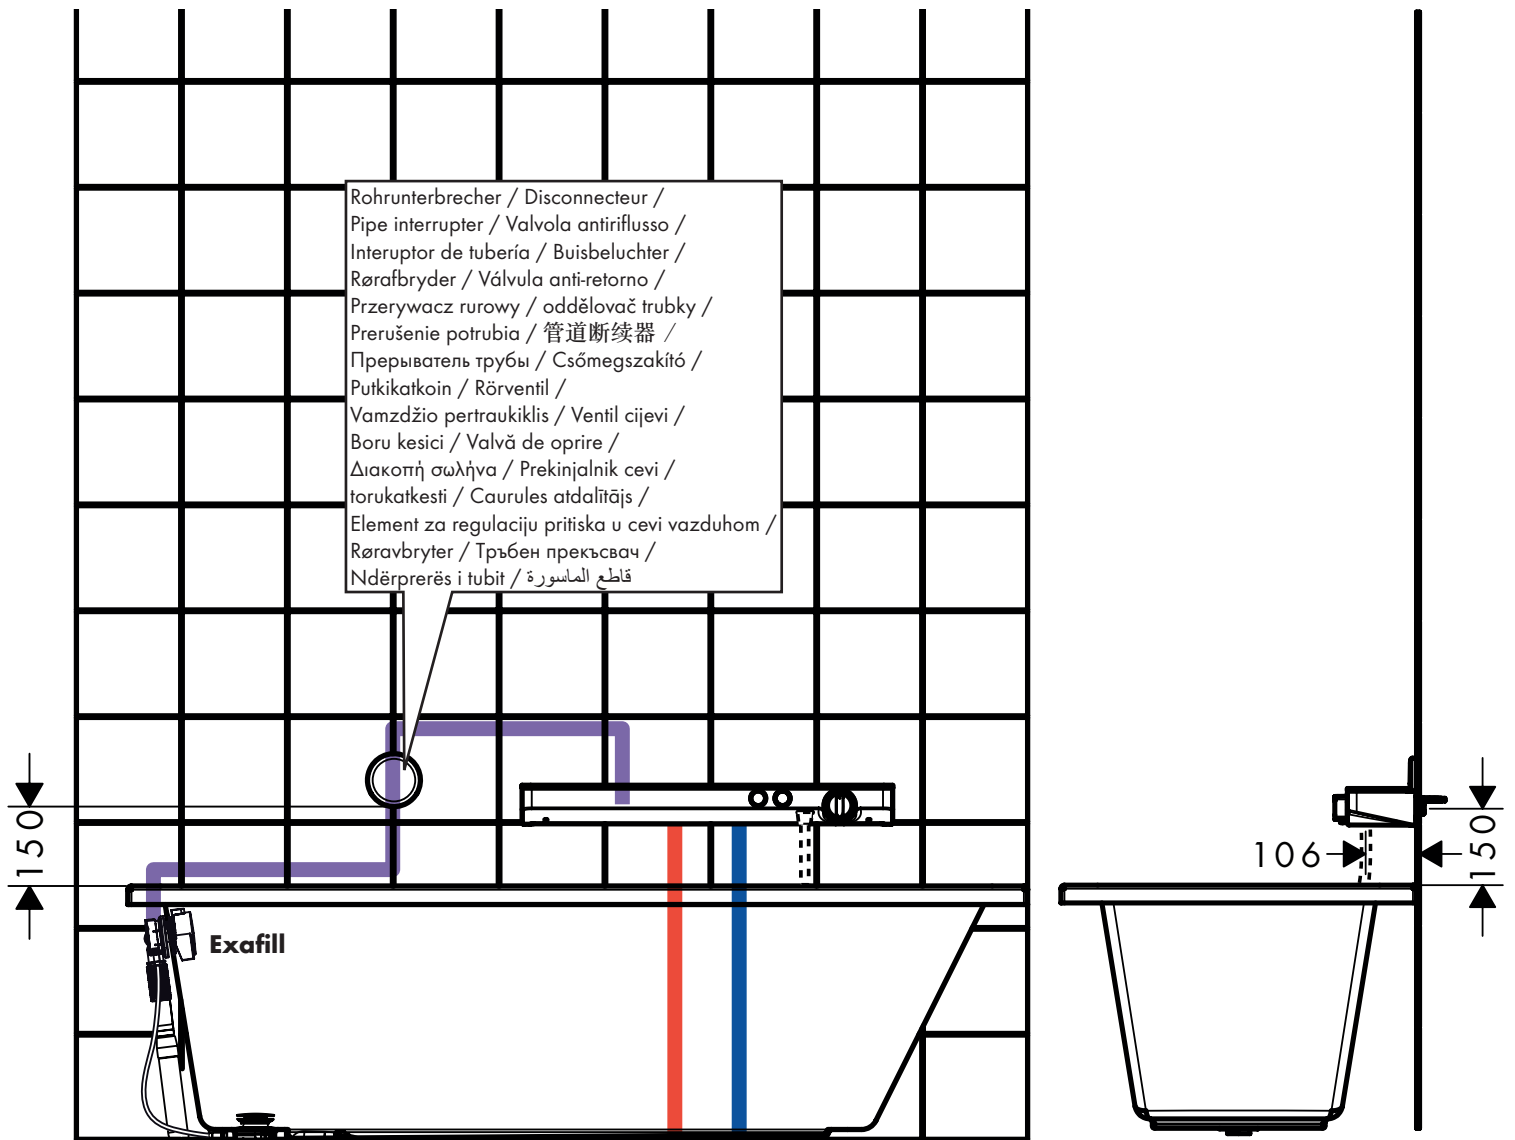 Rohrunterbrecher / Disconnecteur /
Pipe interrupter / Valvola antiriflusso /
Interuptor de tubería / Buisbeluchter /
Rørafbryder / Válvula anti-retorno /
Przerywacz rurowy / oddělovač trubky /
Prerušenie potrubia / 管道断续器 /
Прерыватель трубы / Csőmegszakító /
Putkikatkoin / Rörventil /
Vamzdžio pertraukiklis / Ventil cijevi /
Boru kesici / Valvă de oprire /
Διακοπή σωλήνα / Prekinjalnik cevi /
torukatkesti / Caurules atdalītājs /
Element za regulaciju pritiska u cevi vazduhom /
Røravbryter / Тръбен прекъсвач /
Ndërprerës i tubit / قاطع الماسورة
150
Exafill
106
150